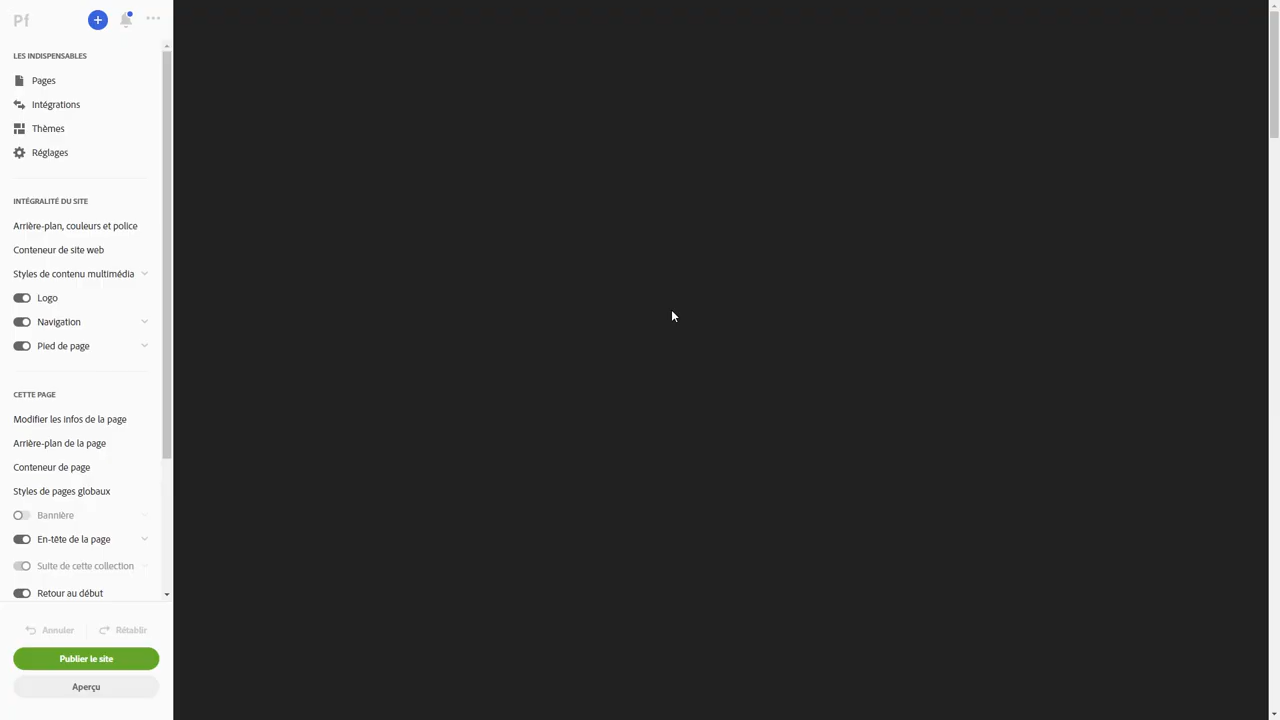 Pf
LES INDISPENSABLES
Pages
Intégrations
Thèmes
Réglages
INTÉGRALITÉ DU SITE
Arrière-plan, couleurs et police
Conteneur de site web
Styles de contenu multimédia
Logo
Navigation
Pied de page
CETTE PAGE
Modifier les infos de la page
Arrière-plan de la page
Conteneur de page
Styles de pages globaux
Bannière
En-tête de la page
Suite de cette collection
Retour au début
Annuler Rétablir
Publier le site
Aperçu